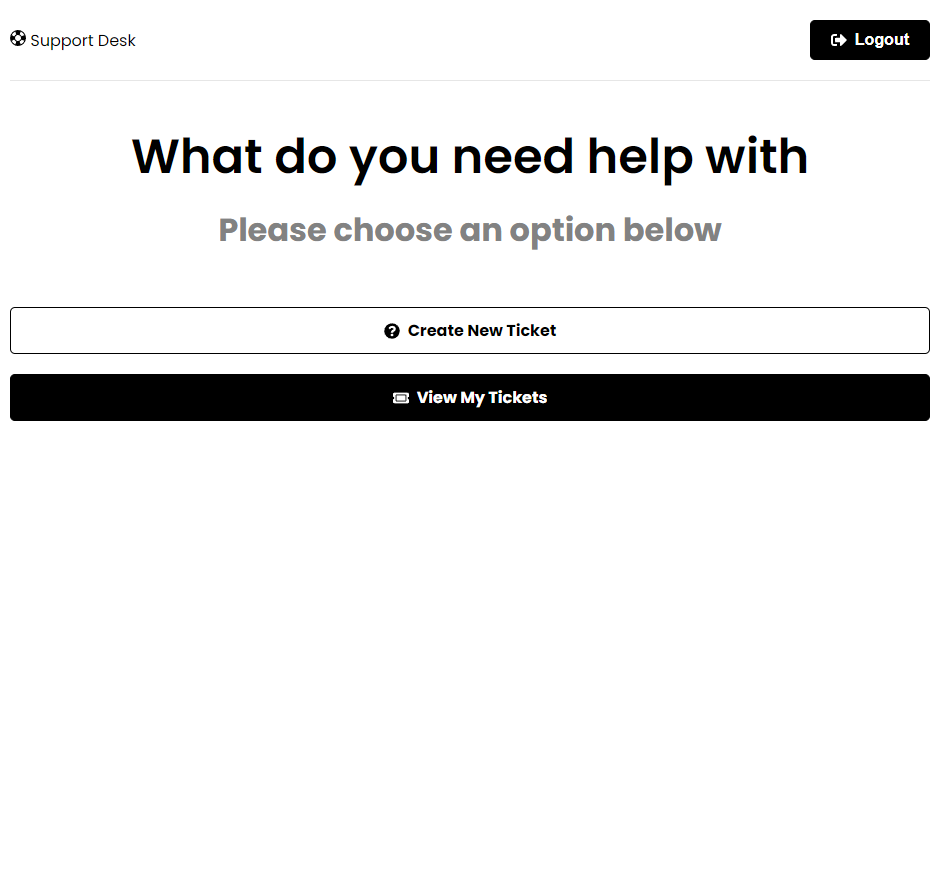 Support Desk
Logout
What do you need help with
Please choose an option below
Create New Ticket
View My Tickets